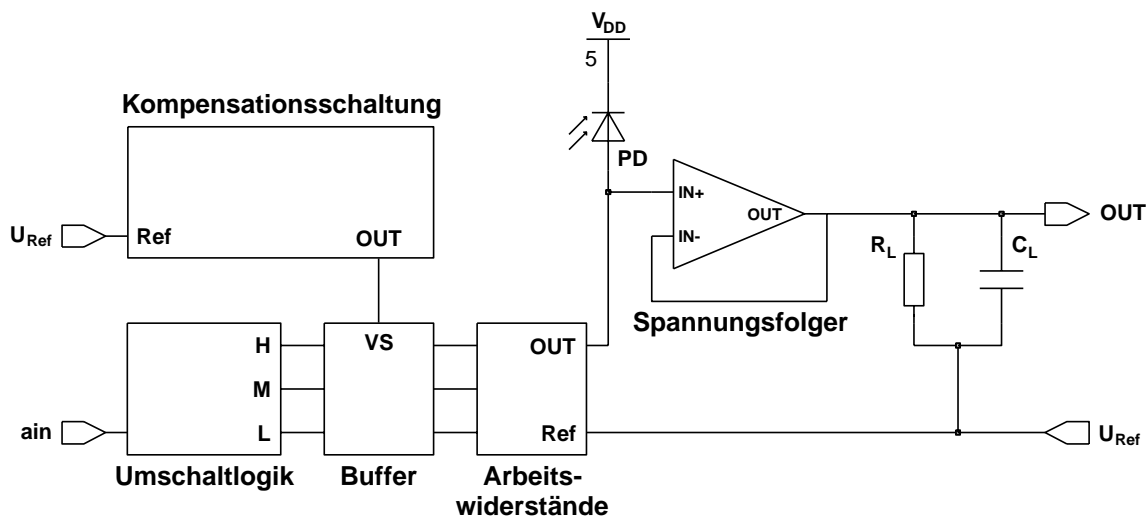 V_DD
5
Kompensationsschaltung
PD
IN+
OUT
OUT
U_Ref
Ref
OUT
IN-
R_L
C_L
Spannungsfolger
H
VS
OUT
M
ain
L
Ref
U_Ref
Umschaltlogik
Buffer
Arbeits-
widerstände